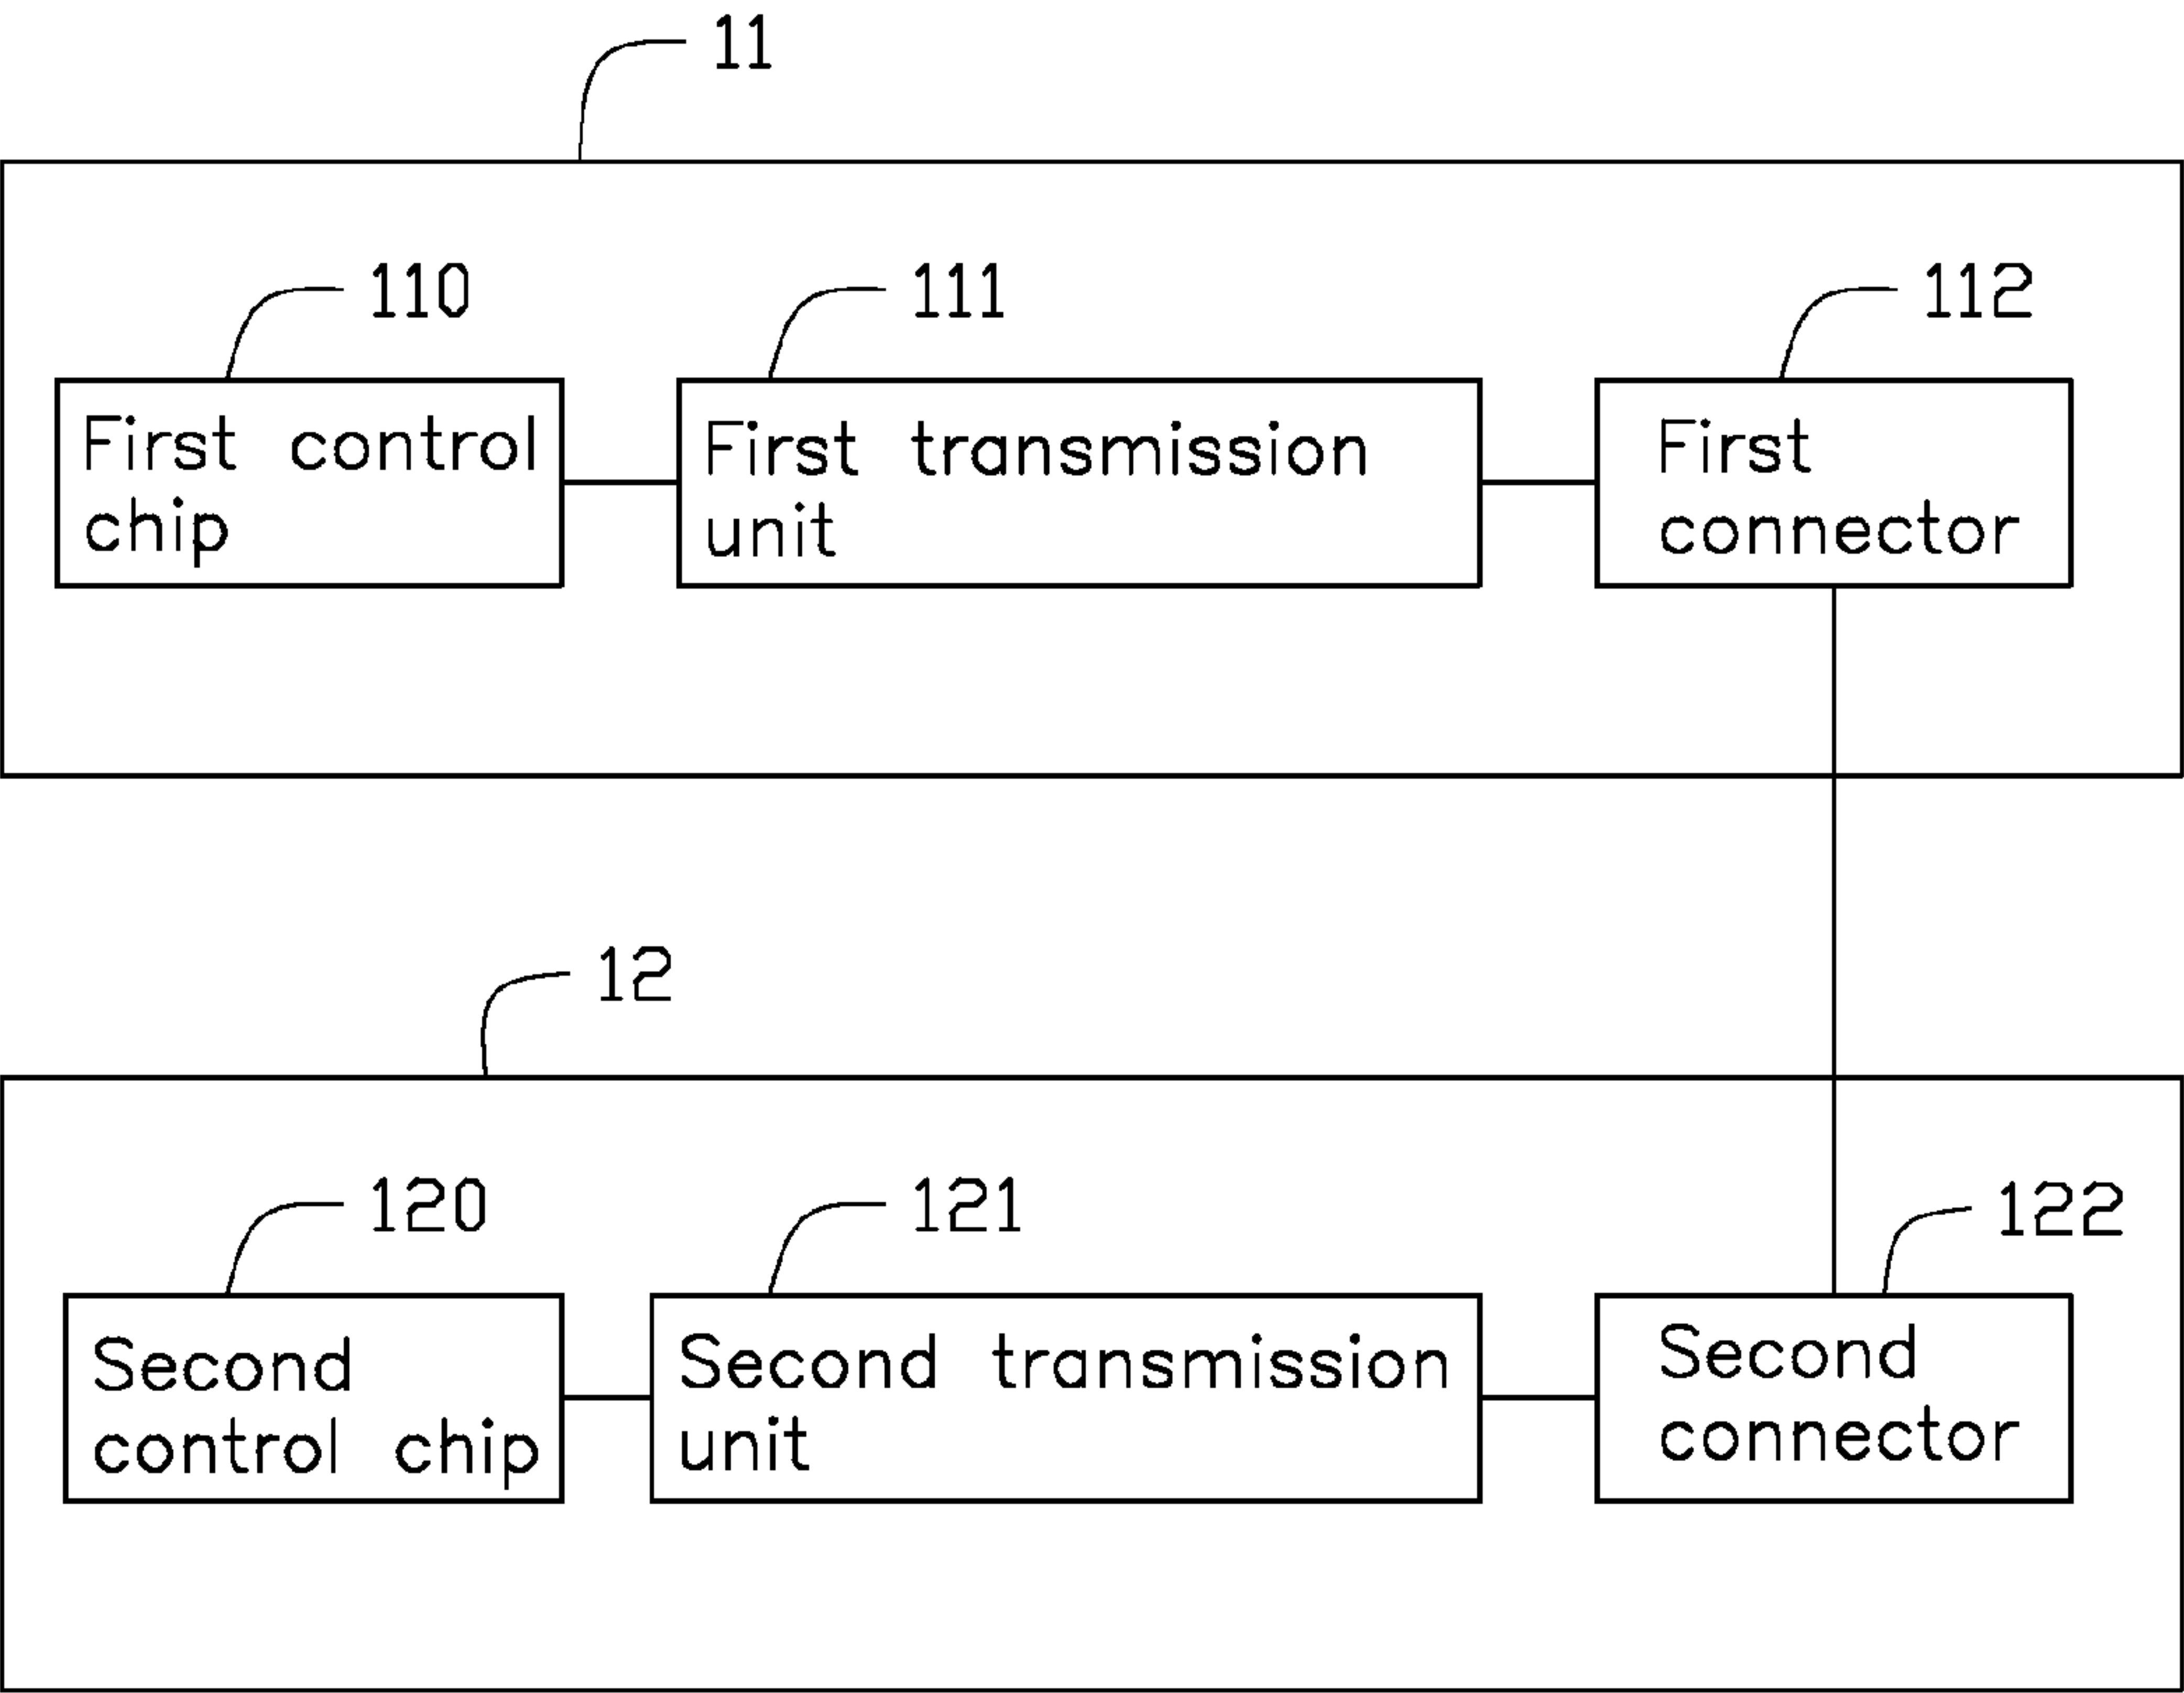 11
110
111
112
First control
chip
First transmission
unit
First
connector
12
120
121
122
Second
control chip
Second transmission
unit
Second
connector